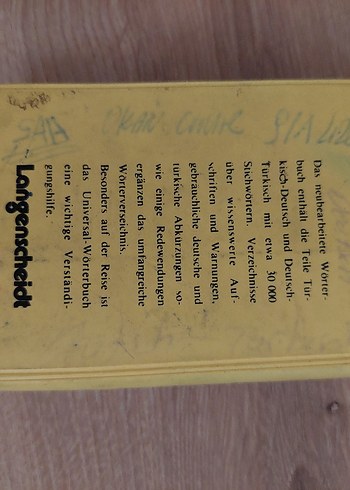 Das neubearbeitete Wörter-
buch enthält die Teile Tür-
kisch-Deutsch und Deutsch-
Türkisch mit etwa 30 000
Stichwörtern. Verzeichnisse
über wissenswerte Auf-
schriften und Warnungen,
gebräuchliche deutsche und
türkische Abkürzungen so-
wie einige Redewendungen
ergänzen das umfangreiche
Wörterverzeichnis.
Besonders auf der Reise ist
das Universal-Wörterbuch
eine wichtige Verständi-
gungshilfe.
Langenscheidt